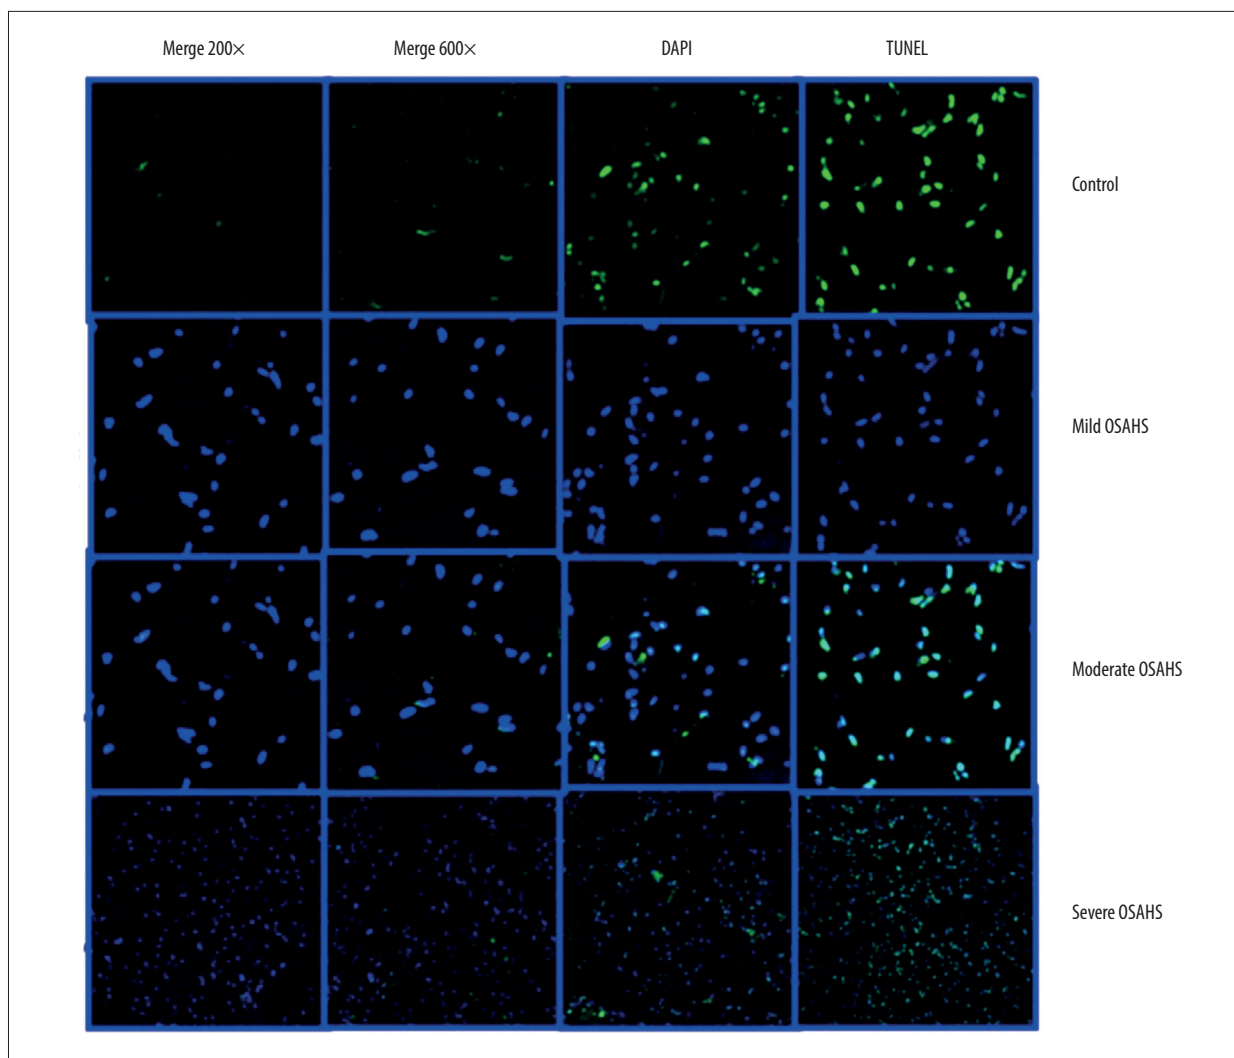 Merge 200×
Merge 600×
DAPI
TUNEL
Control
Mild OSAHS
Moderate OSAHS
Severe OSAHS